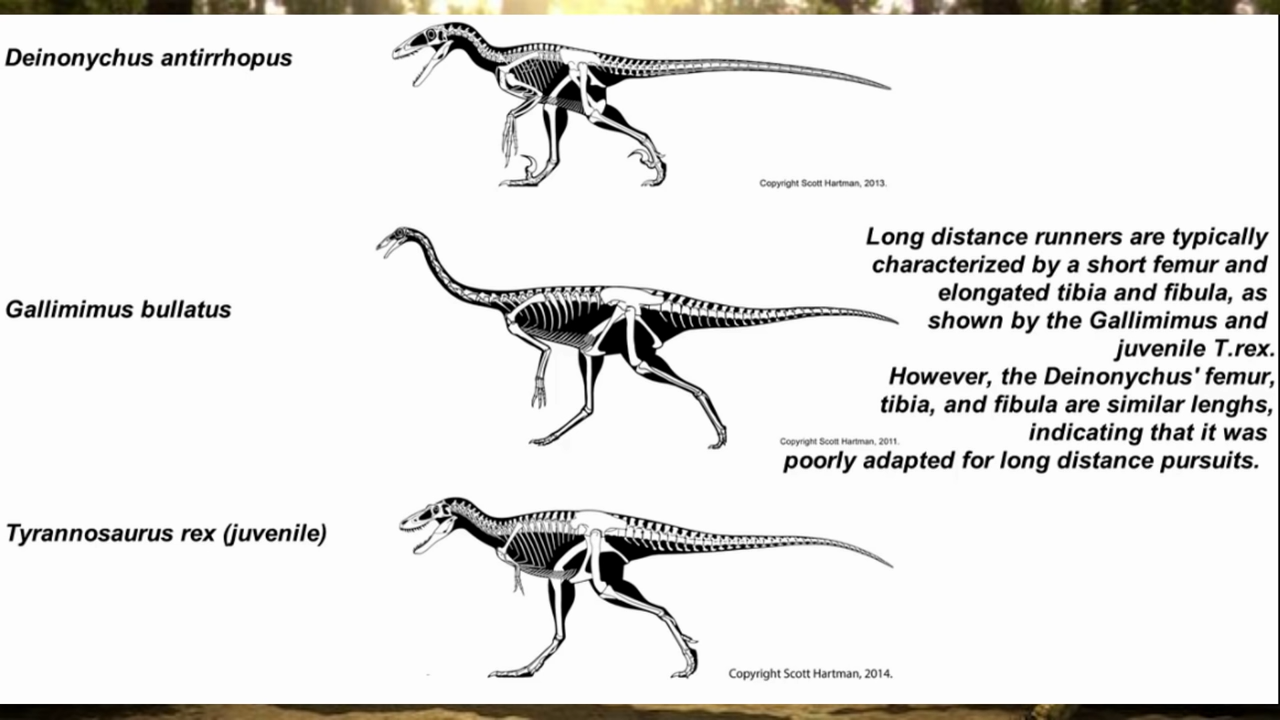 Deinonychus antirrhopus
Copyright Scott Hartman, 2013.
Long distance runners are typically
characterized by a short femur and
elongated tibia and fibula, as
Gallimimus bullatus
shown by the Gallimimus and
juvenile T.rex.
However, the Deinonychus' femur,
tibia, and fibula are similar lenghs,
indicating that it was
Copyright Scott Hartman, 2011.
poorly adapted for long distance pursuits.
Tyrannosaurus rex (juvenile)
Copyright Scott Hartman, 2014.